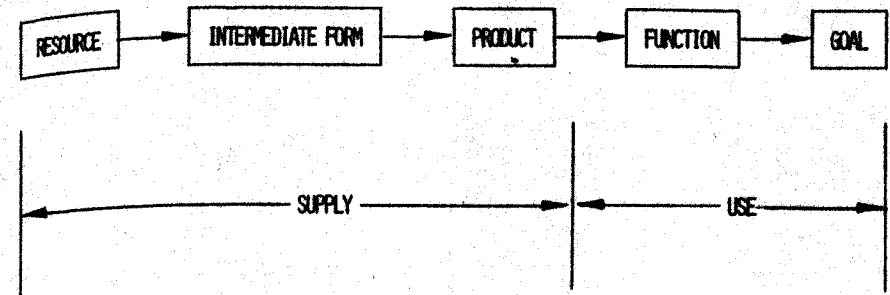 RESOURCE INTERMEDIATE FORM PRODUCT FUNCTION GOAL
SUPPLY USE